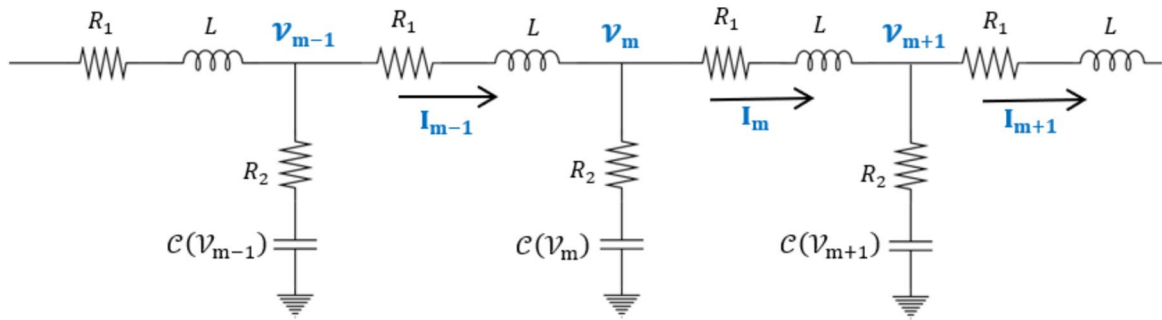 R₁ L 𝒱ₘ₋₁ R₁ L 𝒱ₘ R₁ L 𝒱ₘ₊₁ R₁ L
Iₘ₋₁ Iₘ Iₘ₊₁
R₂ R₂ R₂
𝒞(𝒱ₘ₋₁) 𝒞(𝒱ₘ) 𝒞(𝒱ₘ₊₁)